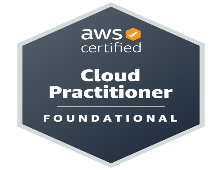 aws
certified
Cloud
Practitioner
FOUNDATIONAL